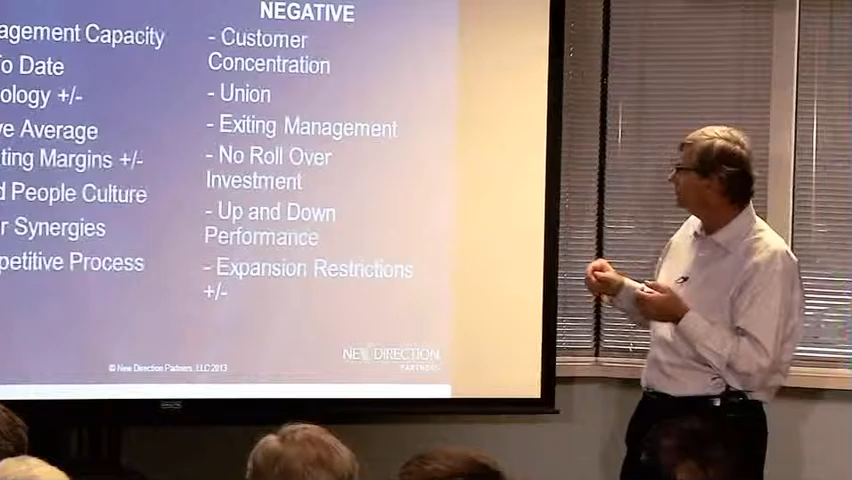 NEGATIVE
agement Capacity
o Date
ology +/-
ve Average
ting Margins +/-
d People Culture
r Synergies
petitive Process
- Customer
Concentration
- Union
- Exiting Management
- No Roll Over
Investment
- Up and Down
Performance
- Expansion Restrictions
+/-
© New Direction Partners, LLC 2013
NEW DIRECTION
PARTNERS